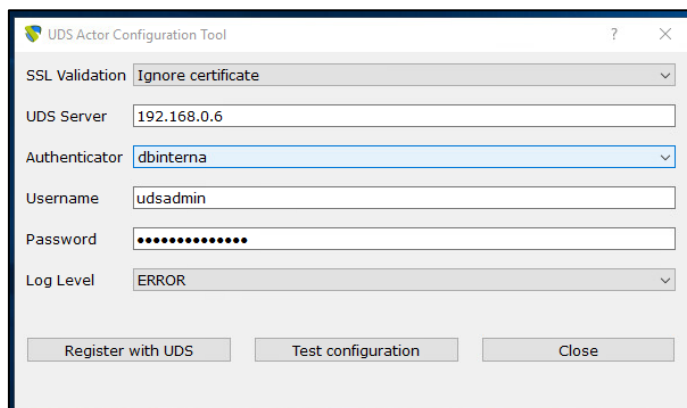 UDS Actor Configuration Tool
SSL Validation Ignore certificate
UDS Server 192.168.0.6
Authenticator dbinterna
Username udsadmin
Password ••••••••••••••
Log Level ERROR
Register with UDS Test configuration Close